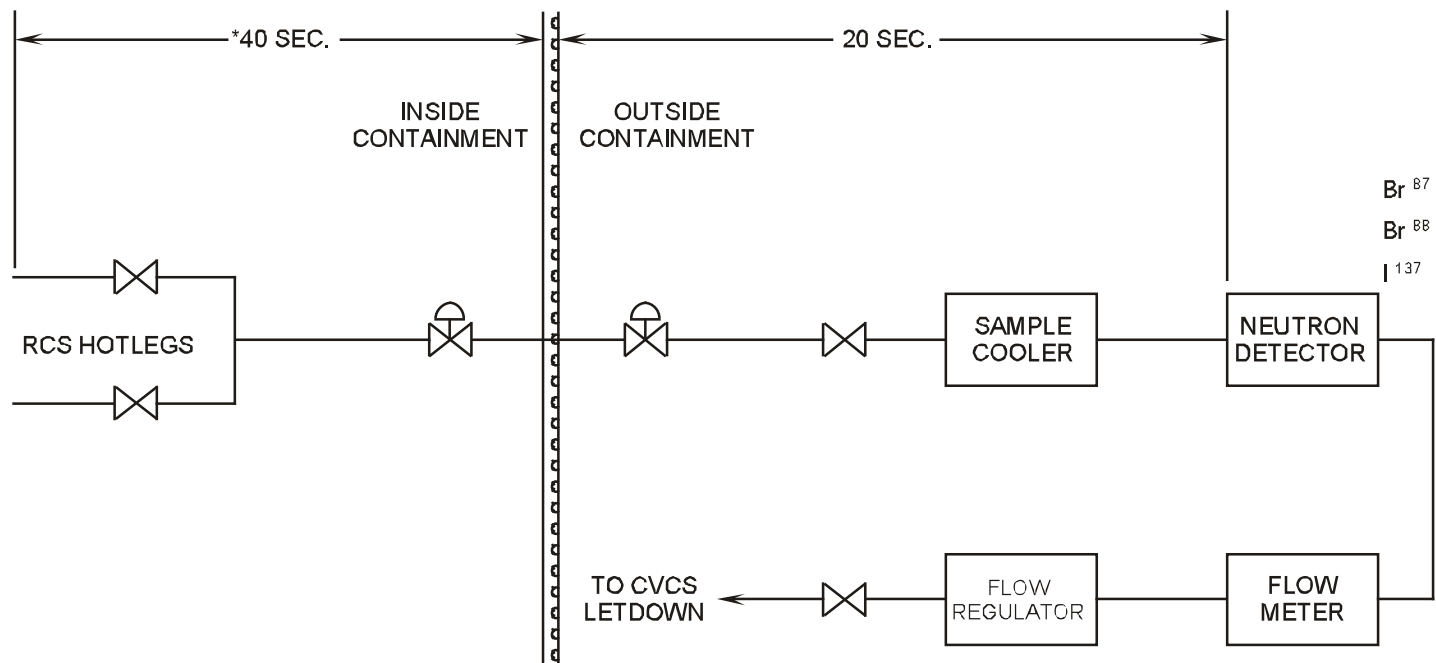 *40 SEC.
20 SEC.
INSIDE
CONTAINMENT
OUTSIDE
CONTAINMENT
Br 87
Br 88
I 137
RCS HOTLEGS
SAMPLE
COOLER
NEUTRON
DETECTOR
TO CVCS
LETDOWN
FLOW
REGULATOR
FLOW
METER